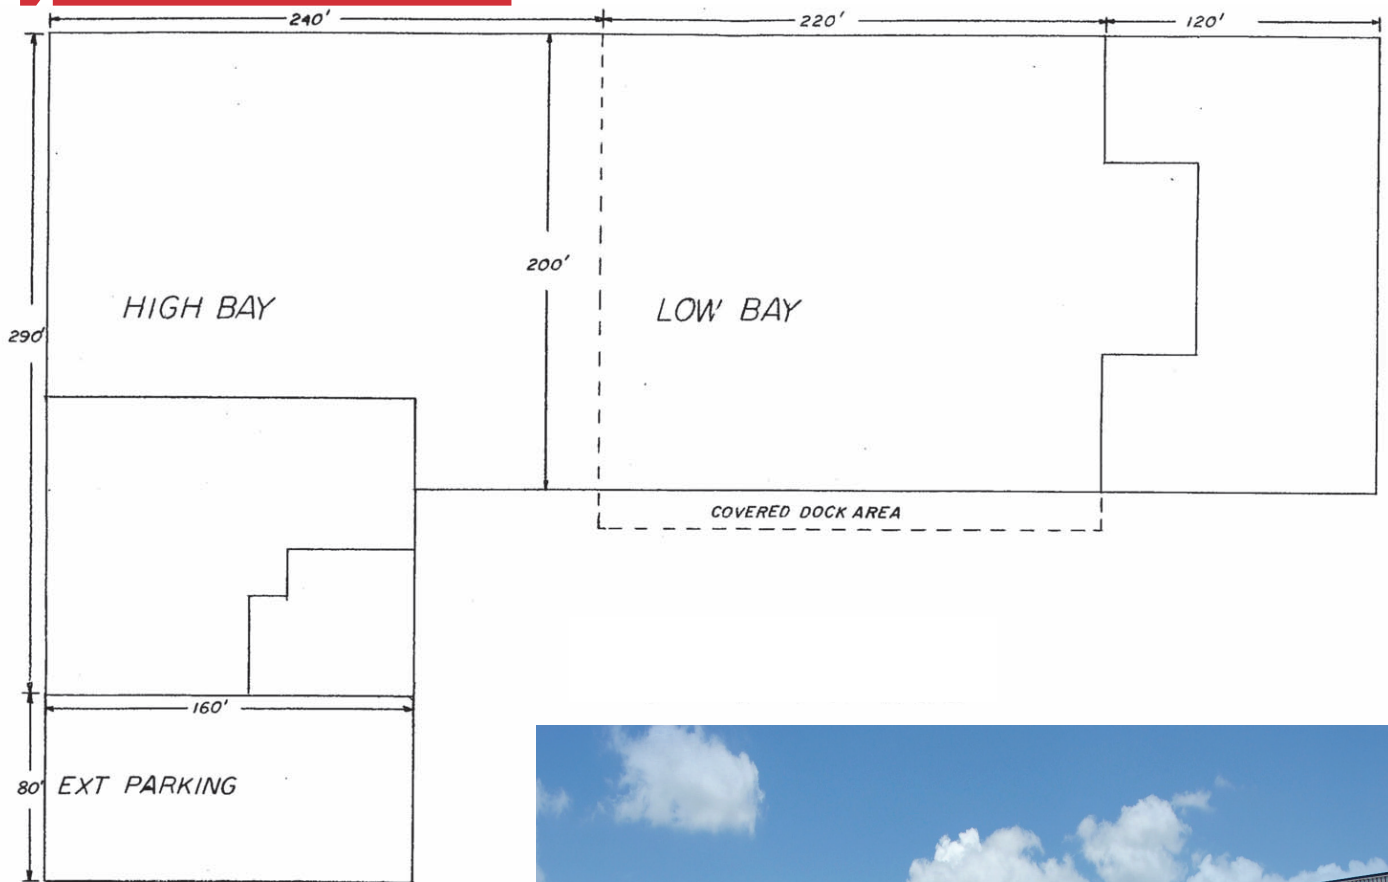 240'
220'
120'
200'
HIGH BAY
LOW BAY
290'
COVERED DOCK AREA
160'
80'
EXT PARKING